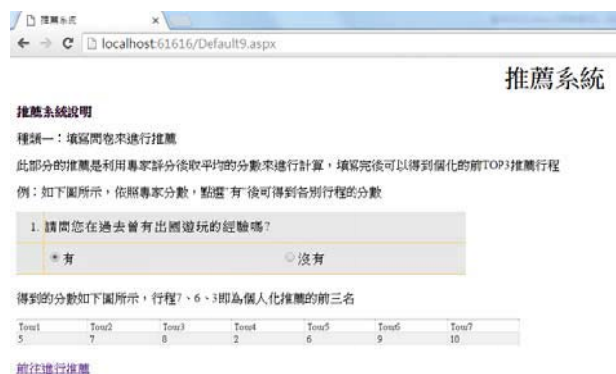 推薦系統
localhost:61616/Default9.aspx
推薦系統
推薦系統說明
種類一：填寫問卷來進行推薦
此部分的推薦是利用專家評分後取平均的分數來進行計算，填寫完後可以得到個化的前TOP3推薦行程
例：如下圖所示，依照專家分數，點選"有"後可得到各別行程的分數
1. 請問您在過去曾有出國遊玩的經驗嗎?
有 沒有
得到的分數如下圖所示，行程7、6、3即為個人化推薦的前三名
Tour1 Tour2 Tour3 Tour4 Tour5 Tour6 Tour7
5 7 8 2 6 9 10
前往進行推薦